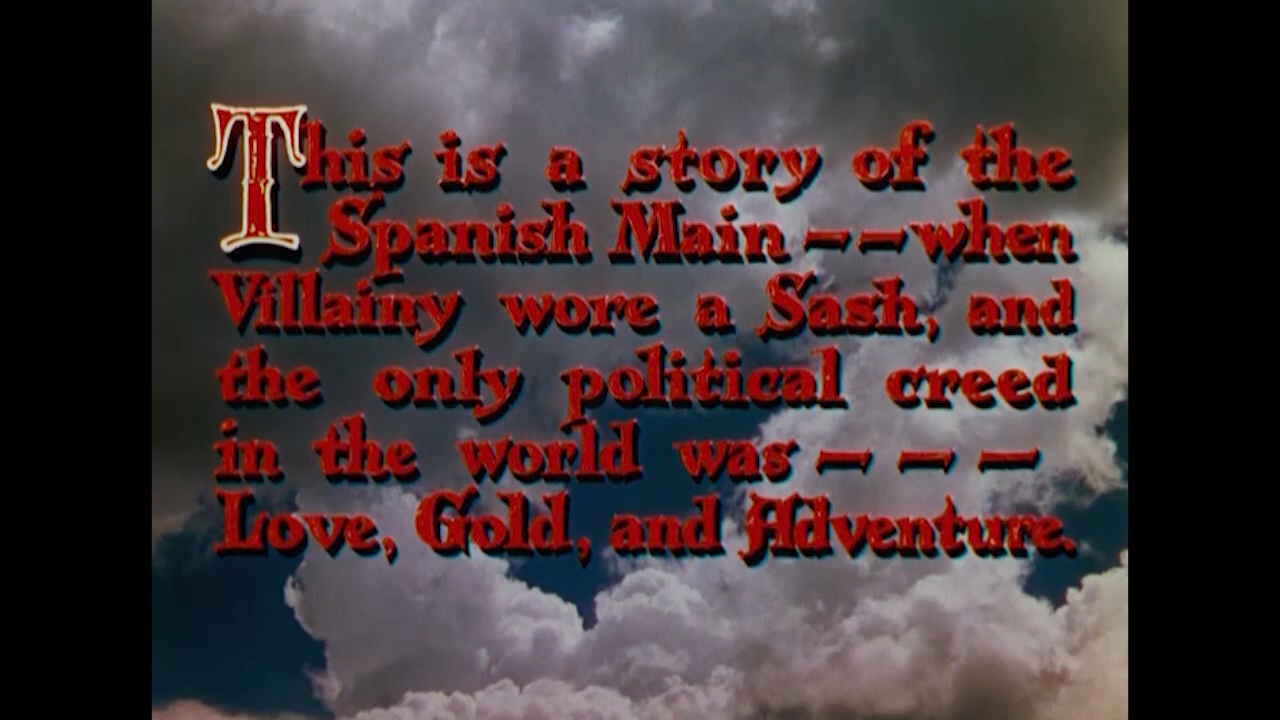 This is a story of the
Spanish Main -- when
Villainy wore a Sash, and
the only political creed
in the world was - - -
Love, Gold, and Adventure.